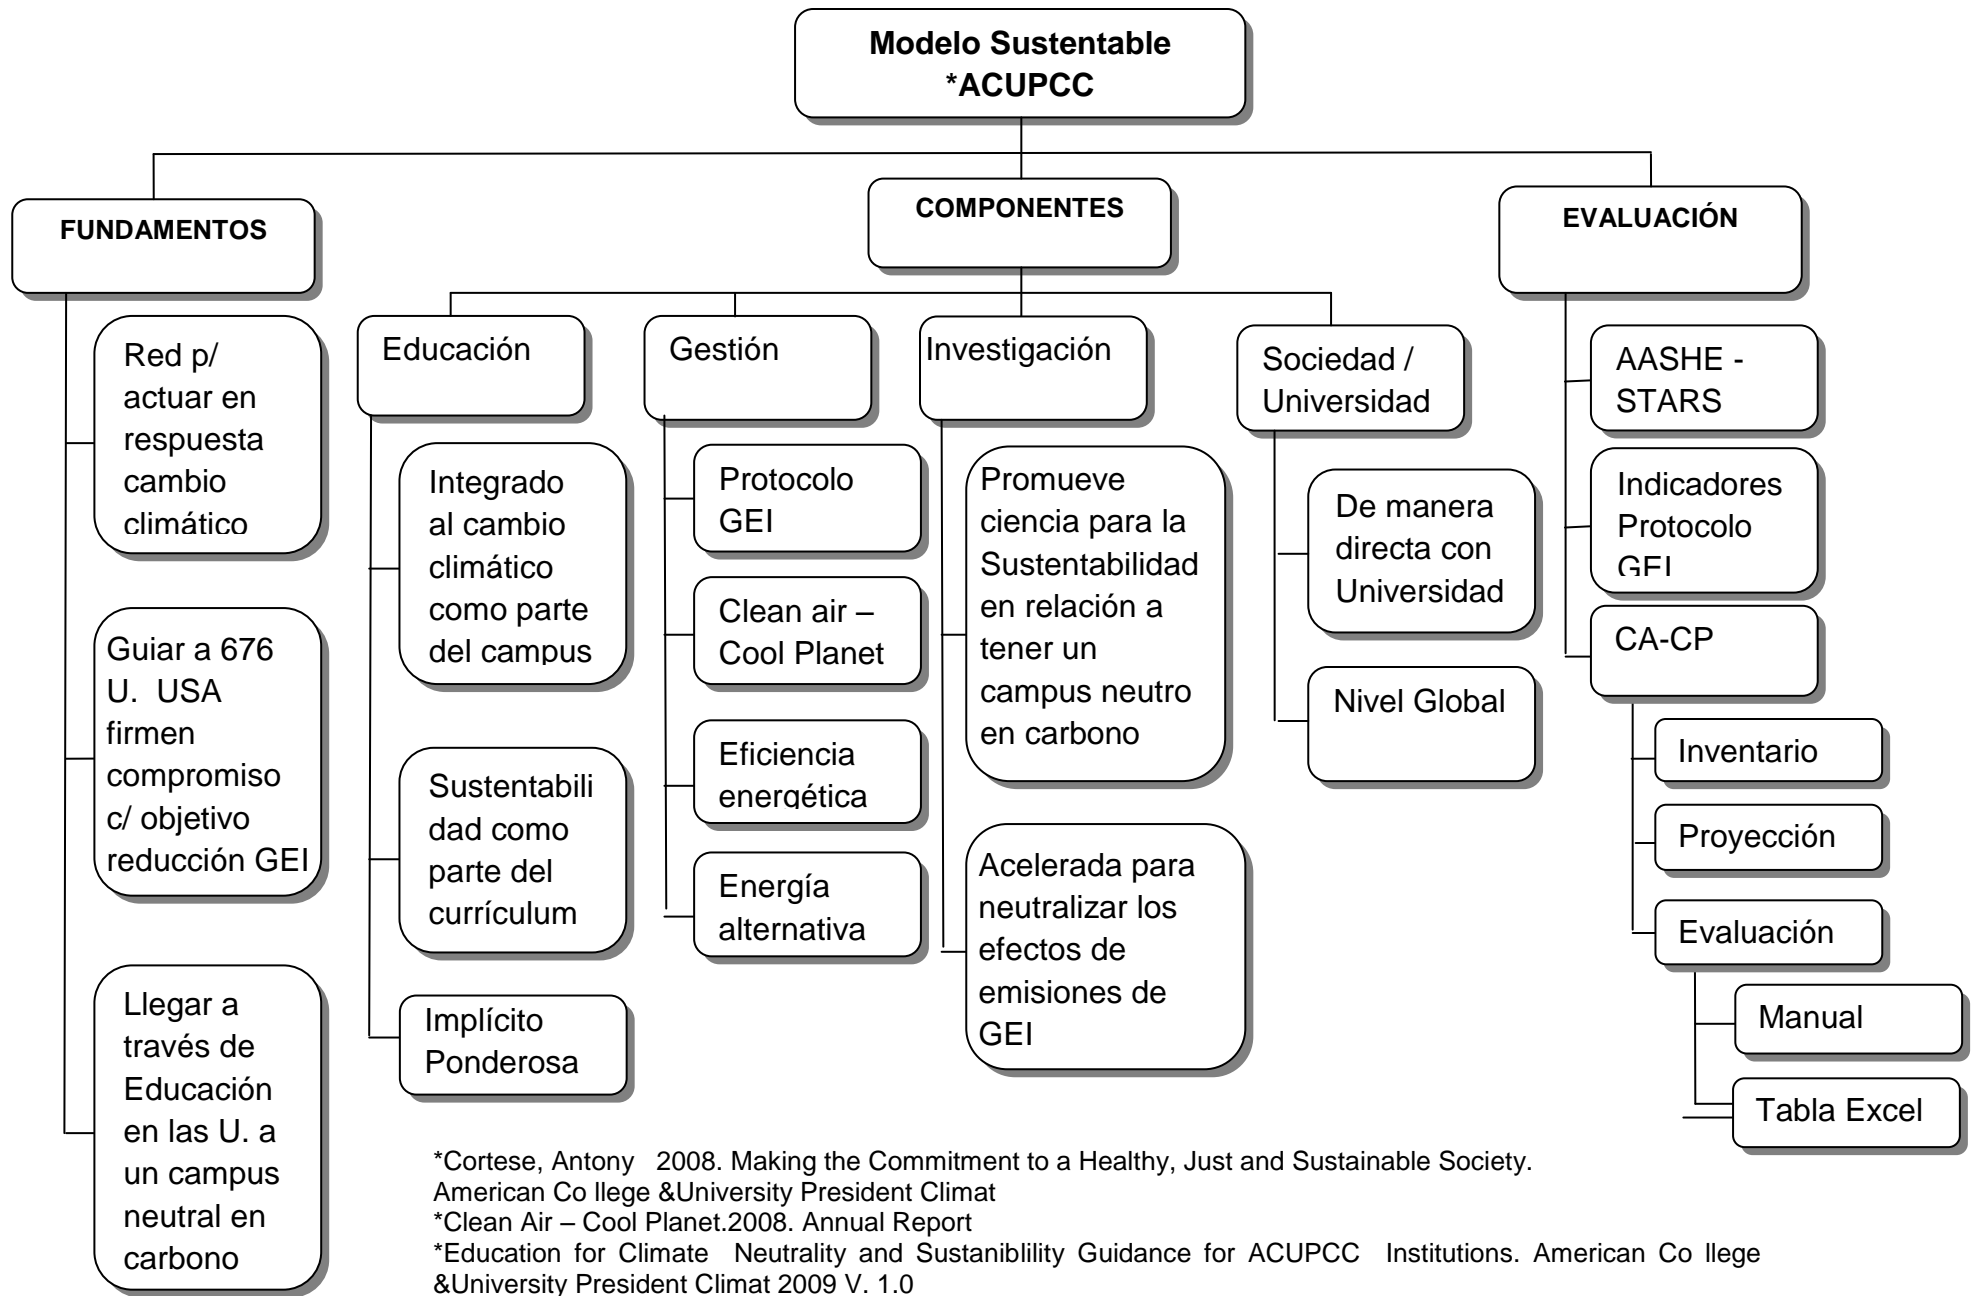 Modelo Sustentable
*ACUPCC
FUNDAMENTOS
Red p/
actuar en
respuesta
cambio
climático
Guiar a 676
U.  USA
firmen
compromiso
c/ objetivo
reducción GEI
Llegar a
través de
Educación
en las U. a
un campus
neutral en
carbono
COMPONENTES
Educación
Integrado
al cambio
climático
como parte
del campus
Sustentabili
dad como
parte del
currículum
Implícito
Ponderosa
Gestión
Protocolo
GEI
Clean air –
Cool Planet
Eficiencia
energética
Energía
alternativa
Investigación
Promueve
ciencia para la
Sustentabilidad
en relación a
tener un
campus neutro
en carbono
Acelerada para
neutralizar los
efectos de
emisiones de
GEI
Sociedad /
Universidad
De manera
directa con
Universidad
Nivel Global
EVALUACIÓN
AASHE -
STARS
Indicadores
Protocolo
GEI
CA-CP
Inventario
Proyección
Evaluación
Manual
Tabla Excel
*Cortese, Antony   2008. Making the Commitment to a Healthy, Just and Sustainable Society.
American Co llege &University President Climat
*Clean Air – Cool Planet.2008. Annual Report
*Education for Climate  Neutrality and Sustaniblility Guidance for ACUPCC  Institutions. American Co llege
&University President Climat 2009 V. 1.0